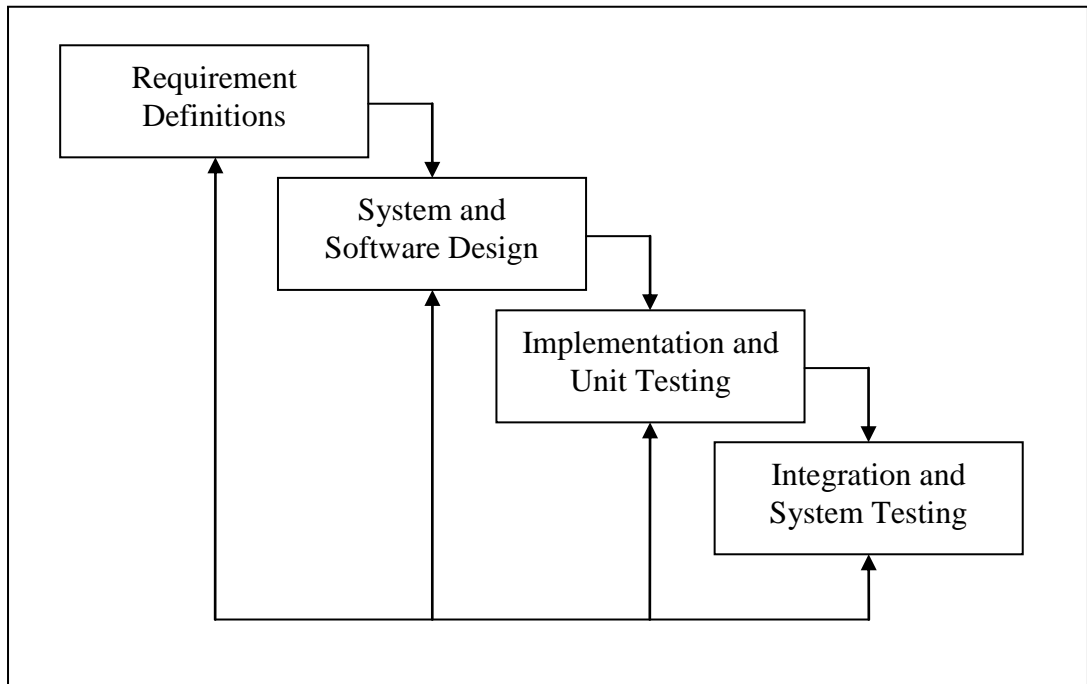 Requirement
Definitions
System and
Software Design
Implementation and
Unit Testing
Integration and
System Testing